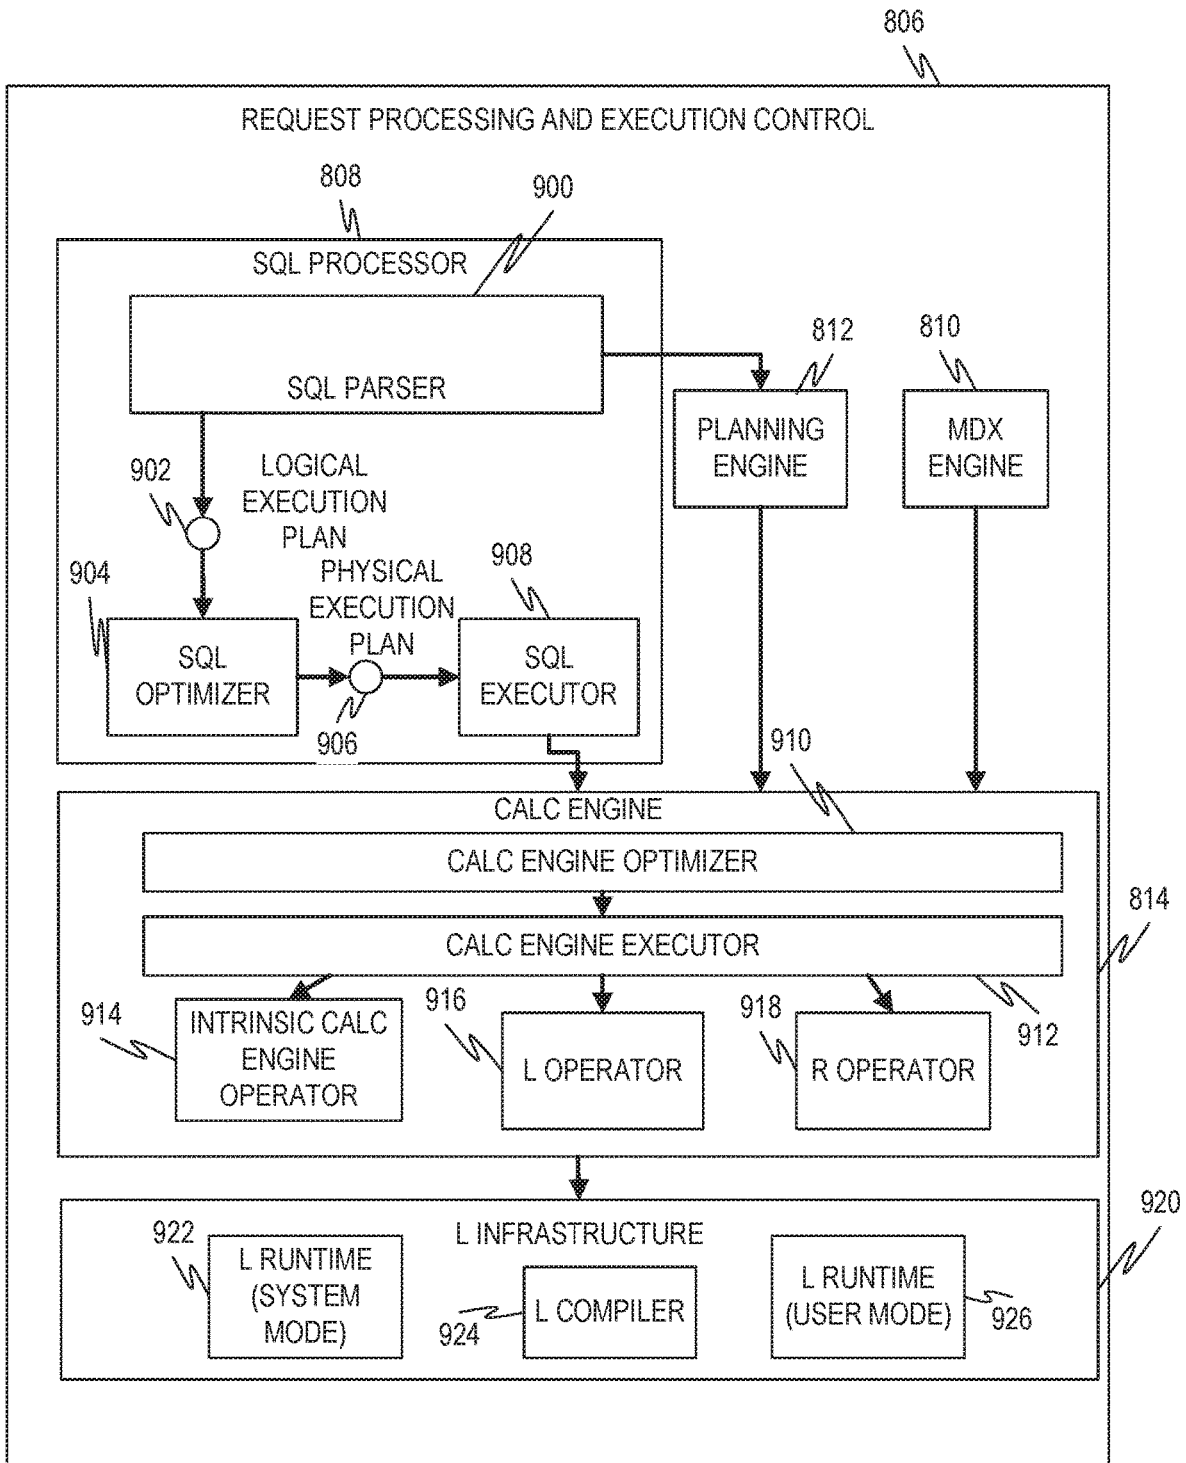 806
REQUEST PROCESSING AND EXECUTION CONTROL
808
900
SQL PROCESSOR
SQL PARSER
812
810
PLANNING
ENGINE
MDX
ENGINE
902
LOGICAL
EXECUTION
PLAN
904
PHYSICAL
EXECUTION
PLAN
908
SQL
OPTIMIZER
SQL
EXECUTOR
906
910
CALC ENGINE
CALC ENGINE OPTIMIZER
814
CALC ENGINE EXECUTOR
914
INTRINSIC CALC
ENGINE
OPERATOR
916
L OPERATOR
918
R OPERATOR
912
920
L INFRASTRUCTURE
922
L RUNTIME
(SYSTEM
MODE)
924
L COMPILER
L RUNTIME
(USER MODE)
926